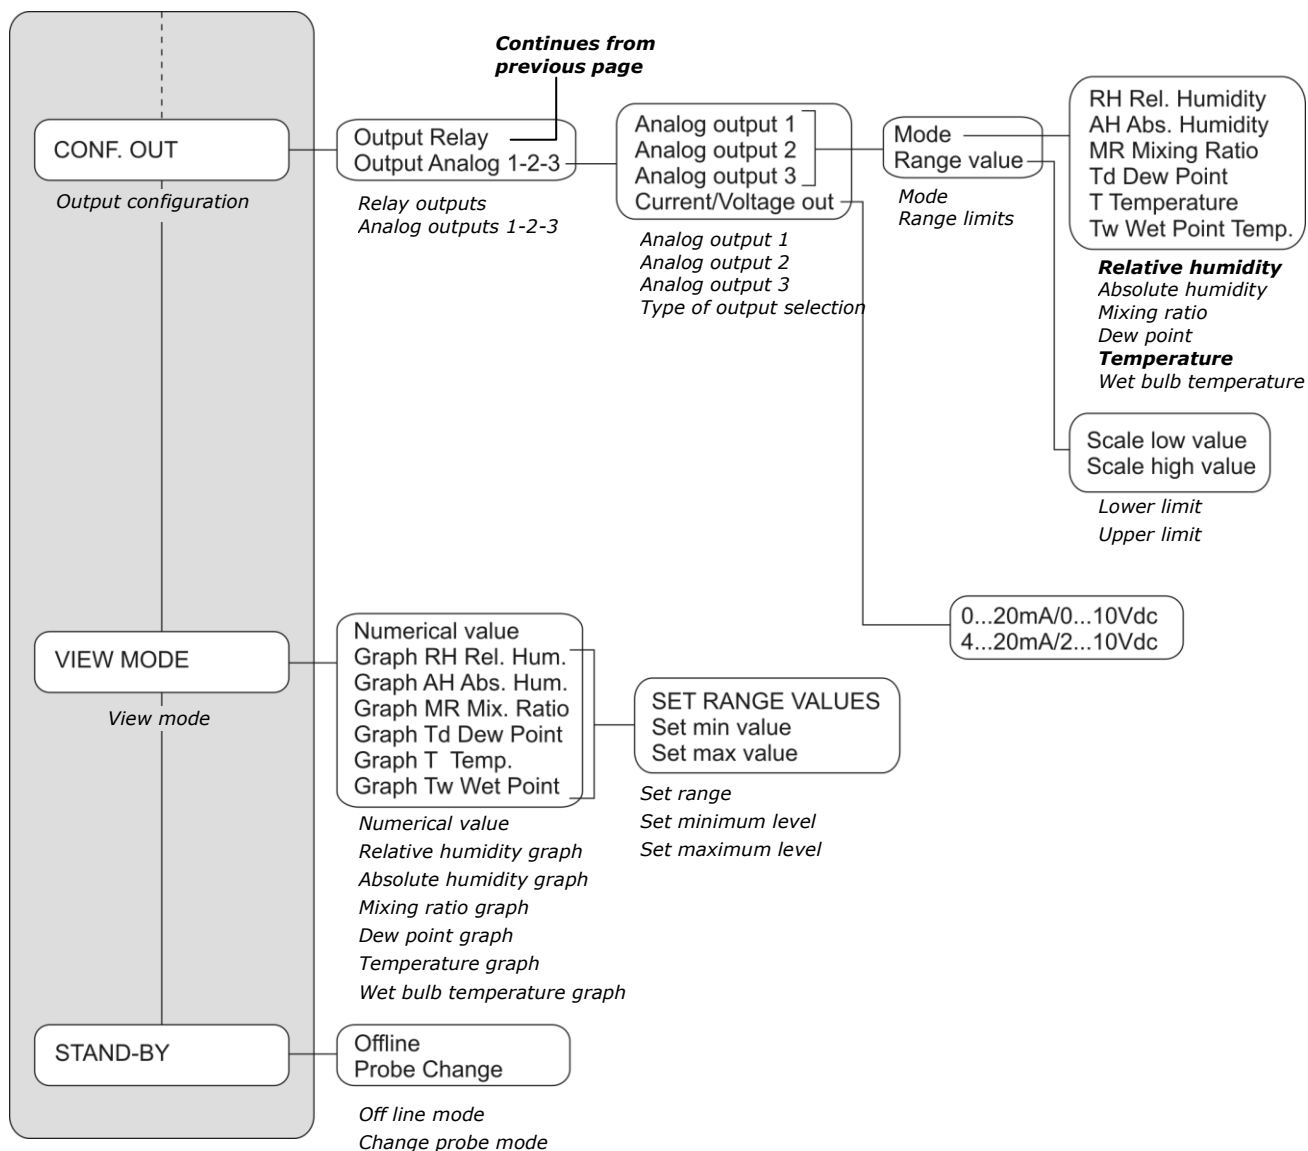 Continues from
previous page
CONF. OUT
Output configuration
Output Relay
Output Analog 1-2-3
Relay outputs
Analog outputs 1-2-3
Analog output 1
Analog output 2
Analog output 3
Current/Voltage out
Analog output 1
Analog output 2
Analog output 3
Type of output selection
Mode
Range value
Mode
Range limits
RH Rel. Humidity
AH Abs. Humidity
MR Mixing Ratio
Td Dew Point
T Temperature
Tw Wet Point Temp.
Relative humidity
Absolute humidity
Mixing ratio
Dew point
Temperature
Wet bulb temperature
Scale low value
Scale high value
Lower limit
Upper limit
0...20mA/0...10Vdc
4...20mA/2...10Vdc
VIEW MODE
View mode
Numerical value
Graph RH Rel. Hum.
Graph AH Abs. Hum.
Graph MR Mix. Ratio
Graph Td Dew Point
Graph T Temp.
Graph Tw Wet Point
Numerical value
Relative humidity graph
Absolute humidity graph
Mixing ratio graph
Dew point graph
Temperature graph
Wet bulb temperature graph
SET RANGE VALUES
Set min value
Set max value
Set range
Set minimum level
Set maximum level
STAND-BY
Offline
Probe Change
Off line mode
Change probe mode